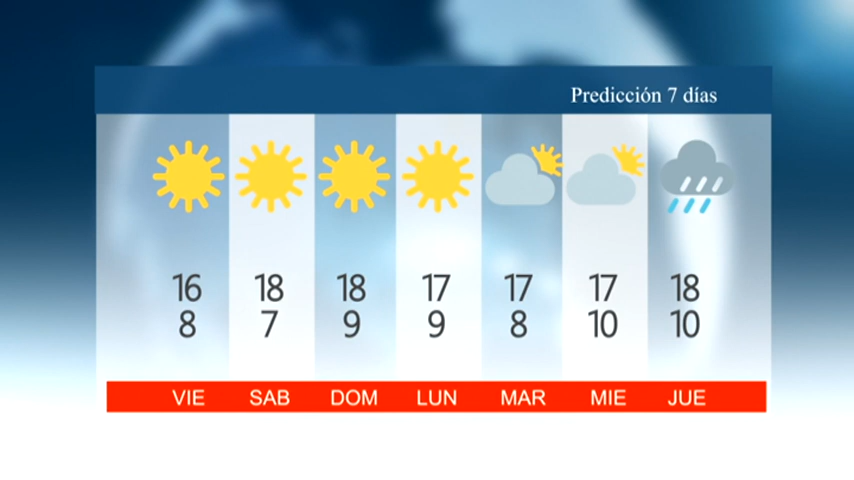 Predicción 7 días
16 18 18 17 17 17 18
8 7 9 9 8 10 10
VIE SAB DOM LUN MAR MIE JUE